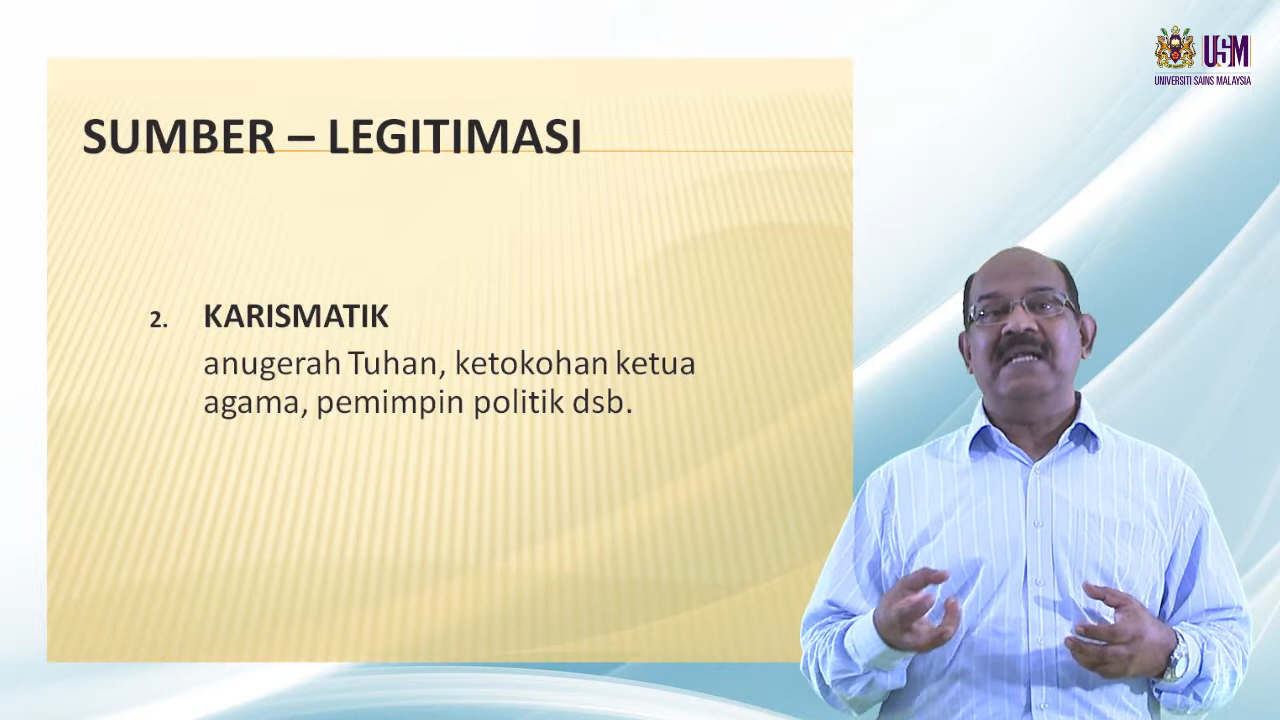 USM
UNIVERSITI SAINS MALAYSIA
SUMBER – LEGITIMASI
2. KARISMATIK
anugerah Tuhan, ketokohan ketua
agama, pemimpin politik dsb.